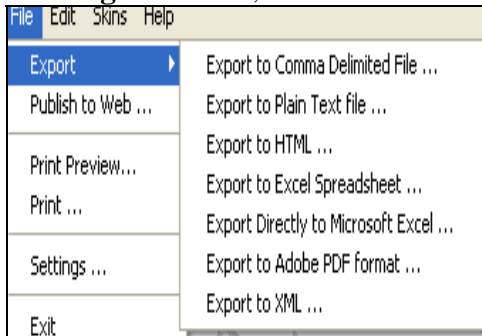 File Edit Skins Help
Export
Publish to Web ...
Print Preview...
Print ...
Settings ...
Exit
Export to Comma Delimited File ...
Export to Plain Text file ...
Export to HTML ...
Export to Excel Spreadsheet ...
Export Directly to Microsoft Excel ...
Export to Adobe PDF format ...
Export to XML ...